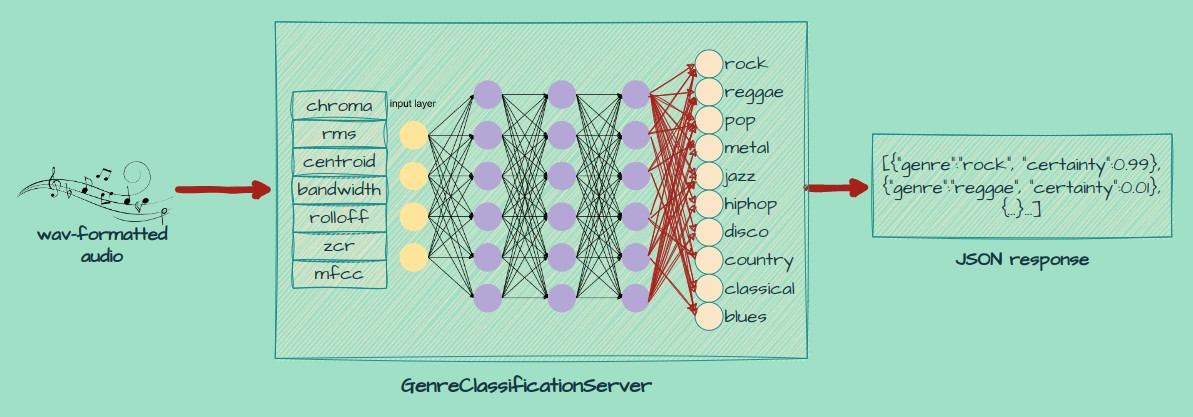 wav-formatted
audio
chroma
rms
centroid
bandwidth
rolloff
zcr
mfcc
input layer
rock
reggae
pop
metal
jazz
hiphop
disco
country
classical
blues
GenreClassificationServer
[{"genre":"rock", "certainty":0.99},
{"genre":"reggae", "certainty":0.01},
{...}...]
JSON response